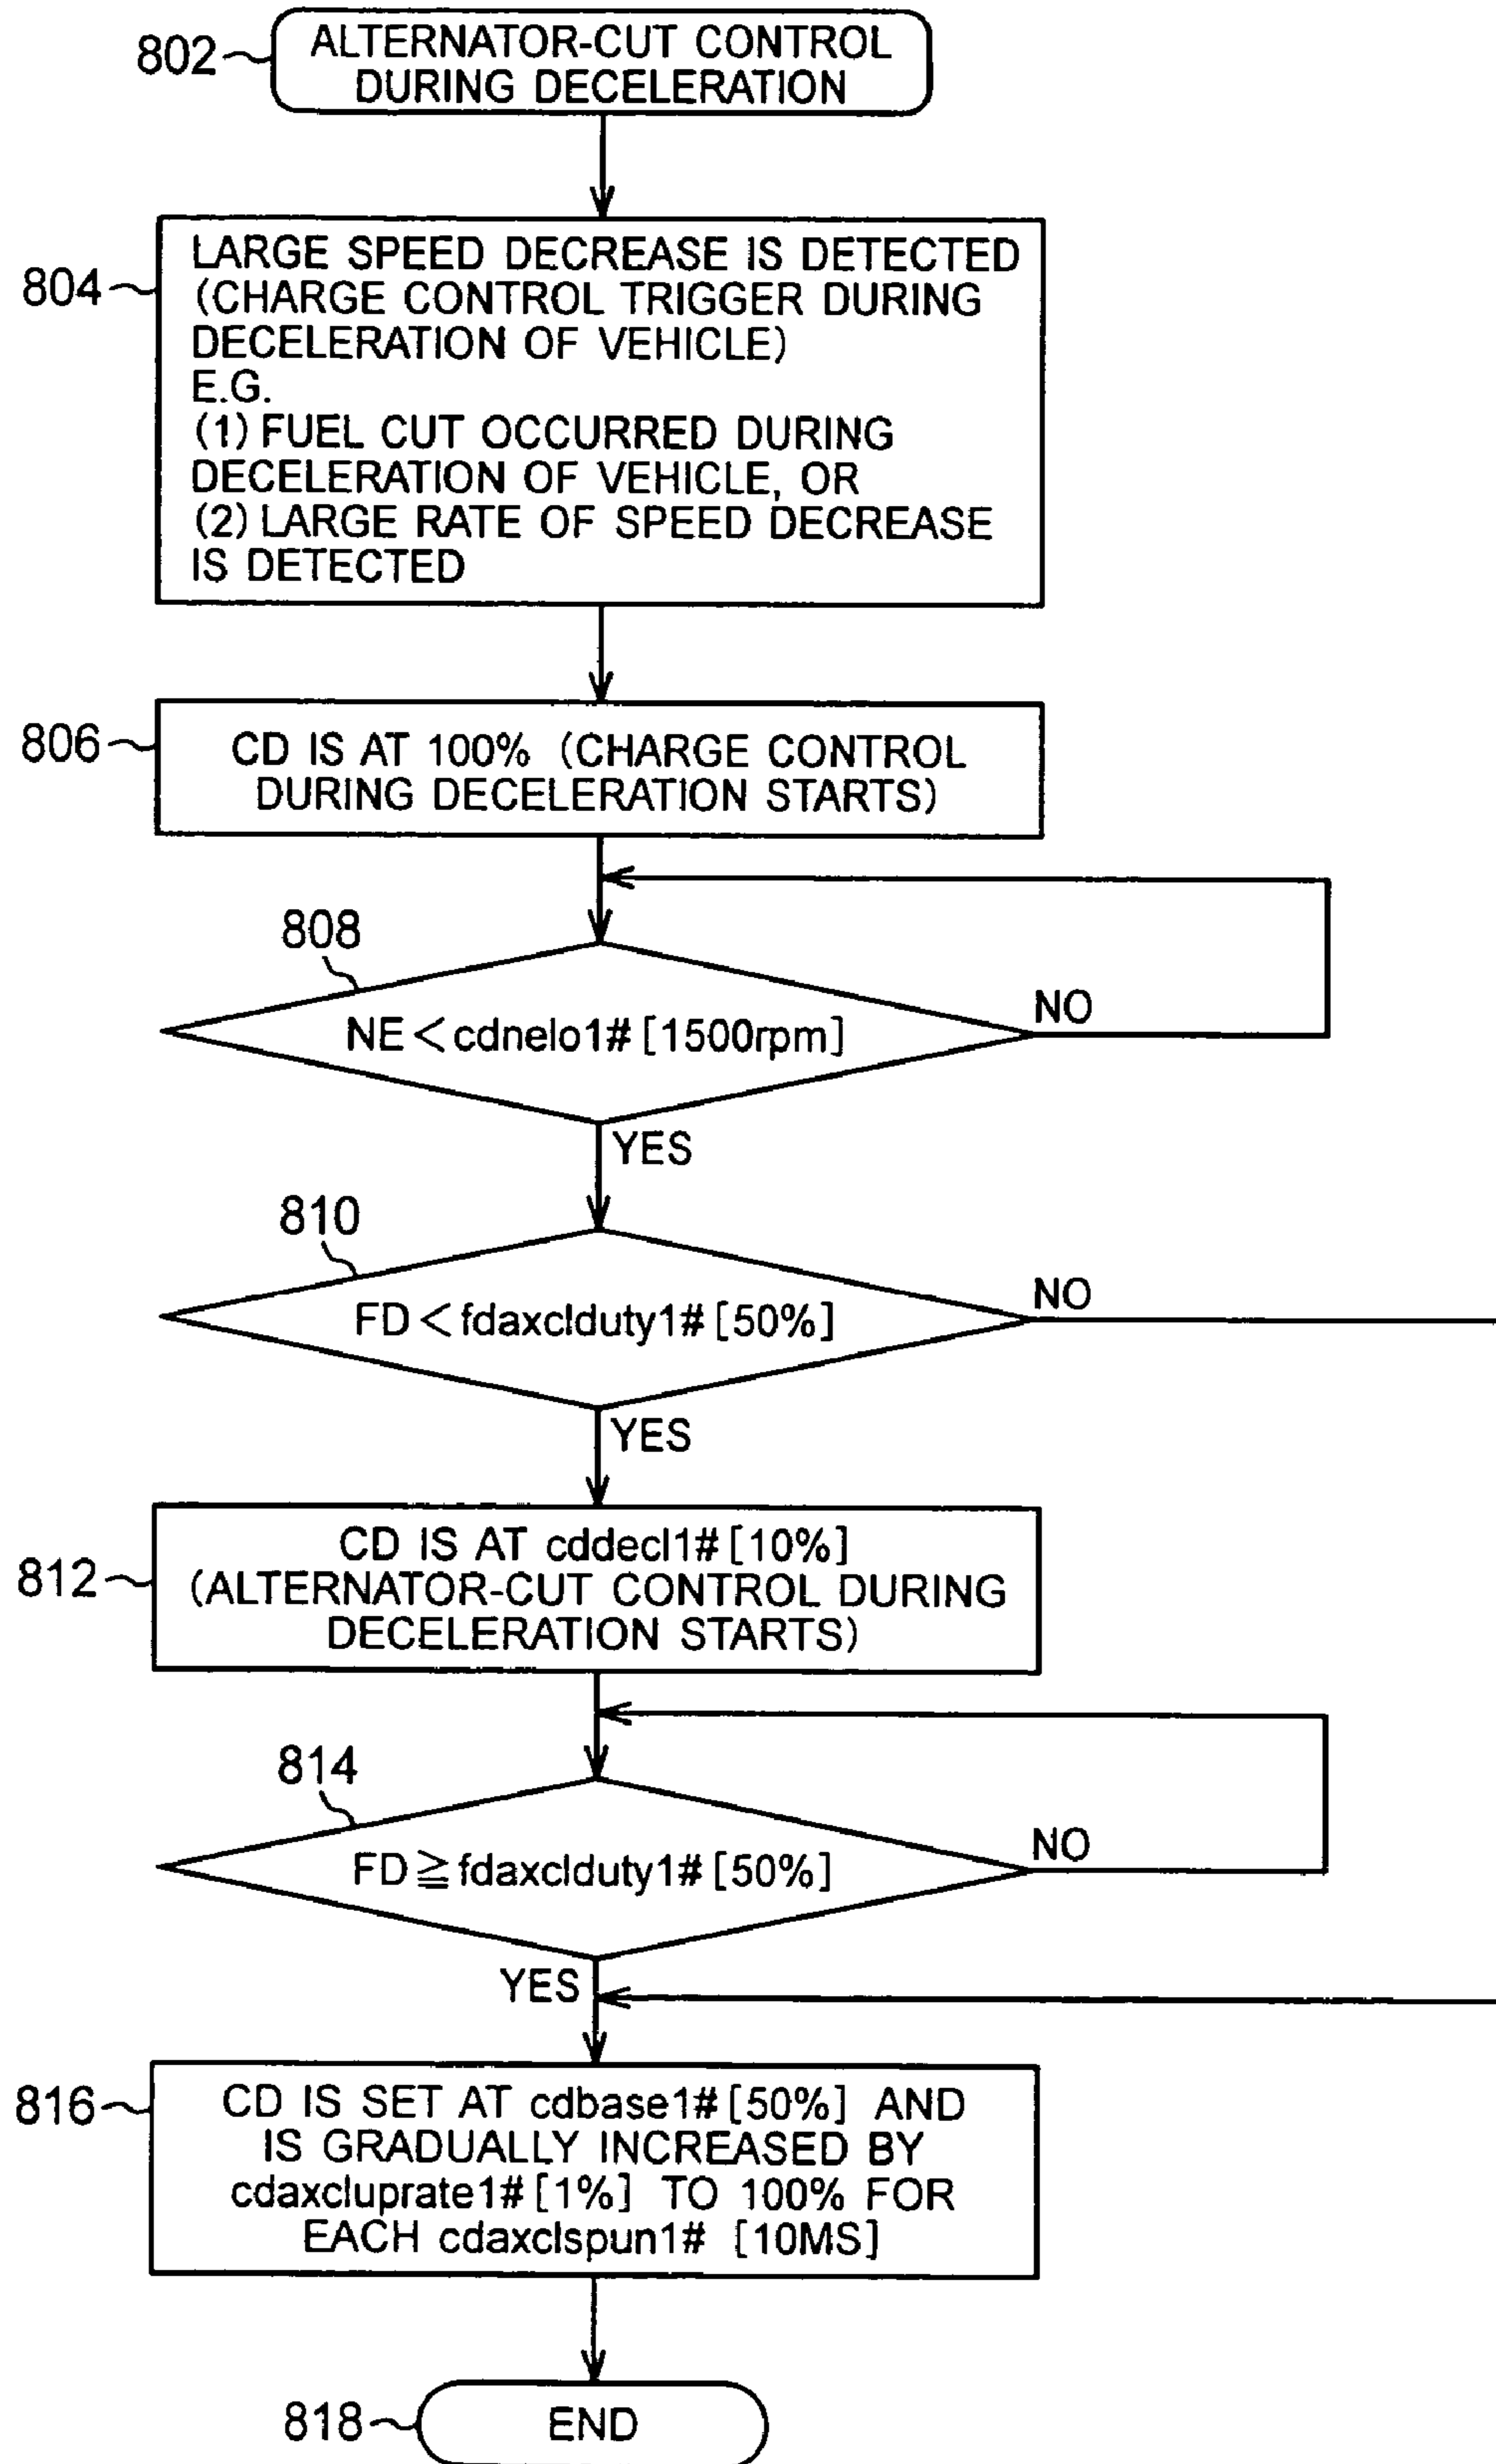 802
ALTERNATOR-CUT CONTROL
DURING DECELERATION
804
LARGE SPEED DECREASE IS DETECTED
(CHARGE CONTROL TRIGGER DURING
DECELERATION OF VEHICLE)
E.G.
(1) FUEL CUT OCCURRED DURING
DECELERATION OF VEHICLE, OR
(2) LARGE RATE OF SPEED DECREASE
IS DETECTED
806
CD IS AT 100% (CHARGE CONTROL
DURING DECELERATION STARTS)
808
NE < cdnelo1# [1500rpm]
NO
YES
810
FD < fdaxclduty1# [50%]
NO
YES
812
CD IS AT cddecl1# [10%]
(ALTERNATOR-CUT CONTROL DURING
DECELERATION STARTS)
814
FD ≧ fdaxclduty1# [50%]
NO
YES
816
CD IS SET AT cdbase1# [50%] AND
IS GRADUALLY INCREASED BY
cdaxcluprate1# [1%] TO 100% FOR
EACH cdaxclspun1# [10MS]
818
END